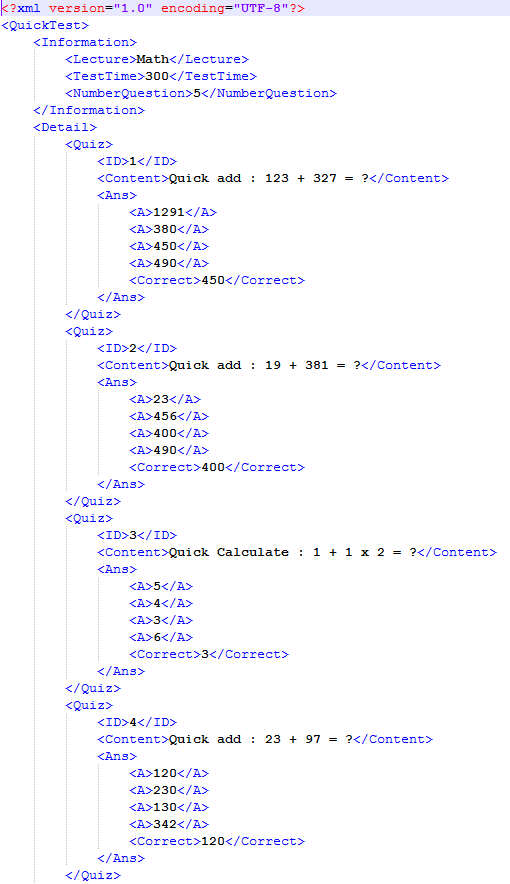 <?xml version="1.0" encoding="UTF-8"?>
<QuickTest>
<Information>
<Lecture>Math</Lecture>
<TestTime>300</TestTime>
<NumberQuestion>5</NumberQuestion>
</Information>
<Detail>
<Quiz>
<ID>1</ID>
<Content>Quick add : 123 + 327 = ?</Content>
<Ans>
<A>1291</A>
<A>380</A>
<A>450</A>
<A>490</A>
<Correct>450</Correct>
</Ans>
</Quiz>
<Quiz>
<ID>2</ID>
<Content>Quick add : 19 + 381 = ?</Content>
<Ans>
<A>23</A>
<A>456</A>
<A>400</A>
<A>490</A>
<Correct>400</Correct>
</Ans>
</Quiz>
<Quiz>
<ID>3</ID>
<Content>Quick Calculate : 1 + 1 x 2 = ?</Content>
<Ans>
<A>5</A>
<A>4</A>
<A>3</A>
<A>6</A>
<Correct>3</Correct>
</Ans>
</Quiz>
<Quiz>
<ID>4</ID>
<Content>Quick add : 23 + 97 = ?</Content>
<Ans>
<A>120</A>
<A>230</A>
<A>130</A>
<A>342</A>
<Correct>120</Correct>
</Ans>
</Quiz>